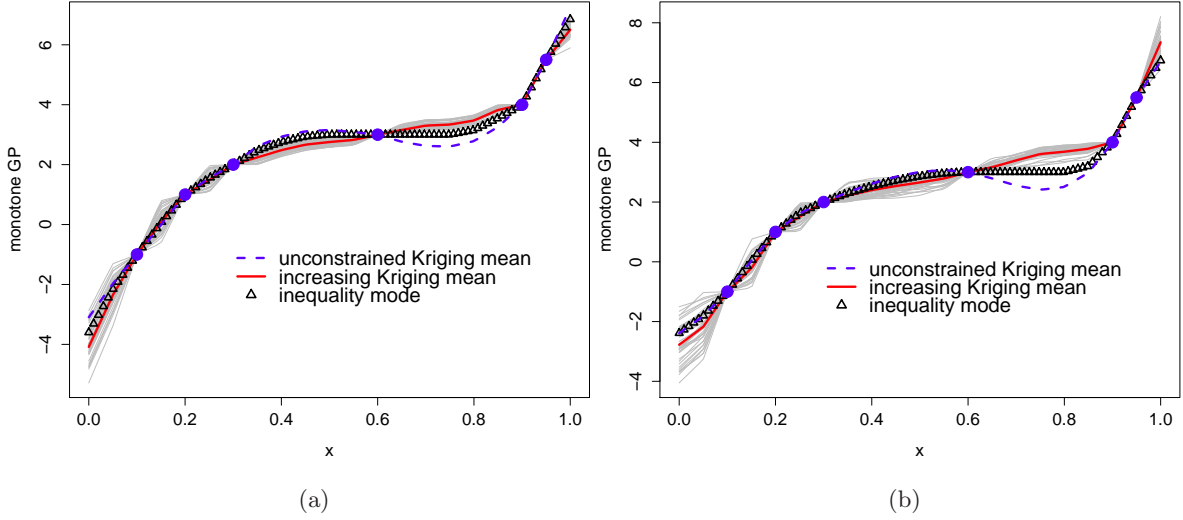 monotone GP
6
4
2
0
−2
−4
unconstrained Kriging mean
increasing Kriging mean
inequality mode
0.0 0.2 0.4 0.6 0.8 1.0
x
(a)
monotone GP
8
6
4
2
0
−2
−4
unconstrained Kriging mean
increasing Kriging mean
inequality mode
0.0 0.2 0.4 0.6 0.8 1.0
x
(b)